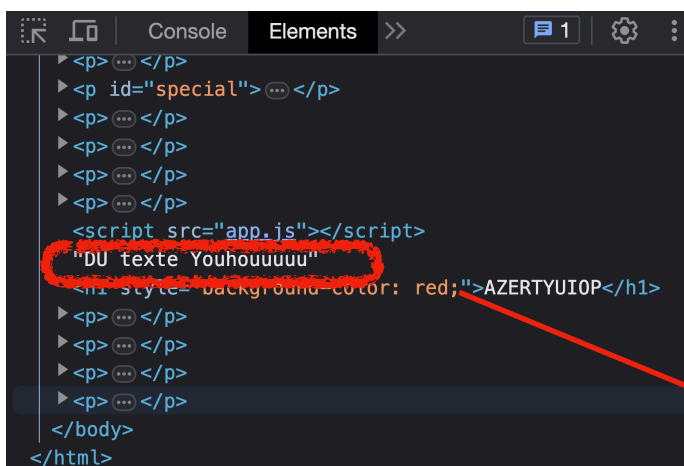 Console Elements >> 1
<p>…</p>
<p id="special">…</p>
<p>…</p>
<p>…</p>
<p>…</p>
<p>…</p>
<script src="app.js"></script>
"DU texte Youhouuuuu"
<h1 style="background-color: red;">AZERTYUIOP</h1>
<p>…</p>
<p>…</p>
<p>…</p>
<p>…</p>
</body>
</html>